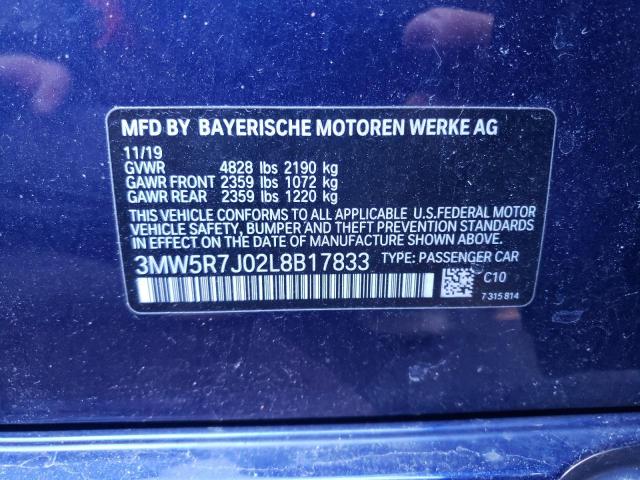 MFD BY BAYERISCHE MOTOREN WERKE AG
11/19
GVWR 4828 lbs 2190 kg
GAWR FRONT 2359 lbs 1072 kg
GAWR REAR 2359 lbs 1220 kg
THIS VEHICLE CONFORMS TO ALL APPLICABLE U.S.FEDERAL MOTOR
VEHICLE SAFETY, BUMPER AND THEFT PREVENTION STANDARDS
IN EFFECT ON THE DATE OF MANUFACTURE SHOWN ABOVE.
3MW5R7J02L8B17833 TYPE: PASSENGER CAR
C10
7 315 814